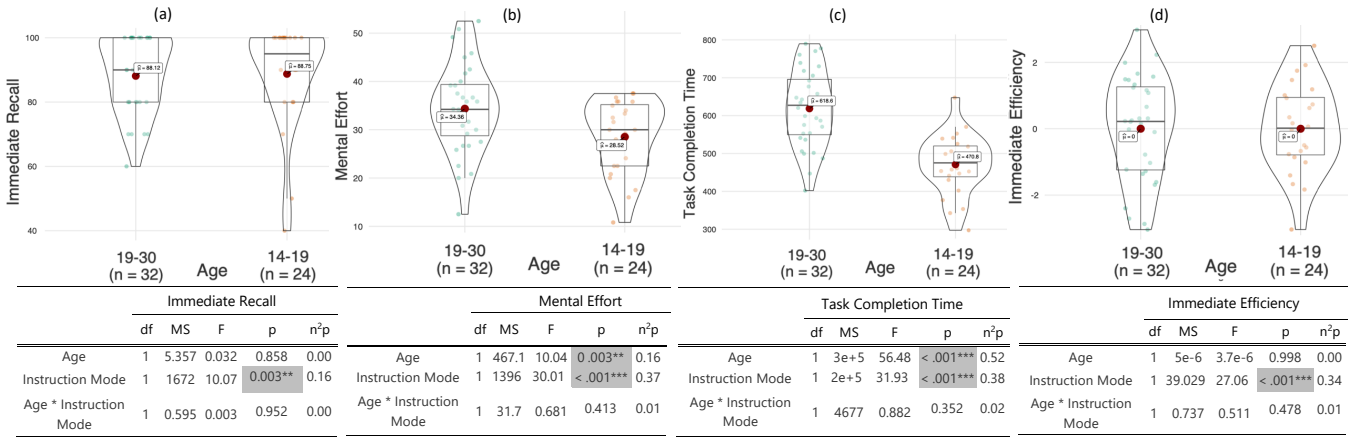 (a)
Immediate Recall
100
80
60
40
μ̂ = 88.12
μ̂ = 88.75
19-30
(n = 32)
Age
14-19
(n = 24)
(b)
Mental Effort
50
40
30
20
10
μ̂ = 34.36
μ̂ = 28.52
19-30
(n = 32)
Age
14-19
(n = 24)
(c)
Task Completion Time
800
700
600
500
400
300
μ̂ = 618.6
μ̂ = 470.8
19-30
(n = 32)
Age
14-19
(n = 24)
(d)
Immediate Efficiency
2
0
-2
μ̂ = 0
μ̂ = 0
19-30
(n = 32)
Age
14-19
(n = 24)
Immediate Recall
df MS F p n²p
Age 1 5.357 0.032 0.858 0.00
Instruction Mode 1 1672 10.07 0.003** 0.16
Age * Instruction
Mode 1 0.595 0.003 0.952 0.00
Mental Effort
df MS F p n²p
Age 1 467.1 10.04 0 003** 0.16
Instruction Mode 1 1396 30.01 < .001*** 0.37
Age * Instruction
Mode 1 31.7 0.681 0.413 0.01
Task Completion Time
df MS F p n²p
Age 1 3e+5 56.48 < .001*** 0.52
Instruction Mode 1 2e+5 31.93 < .001*** 0.38
Age * Instruction
Mode 1 4677 0.882 0.352 0.02
Immediate Efficiency
df MS F p n²p
Age 1 5e-6 3.7e-6 0.998 0.00
Instruction Mode 1 39.029 27.06 < .001*** 0.34
Age * Instruction
Mode 1 0.737 0.511 0.478 0.01